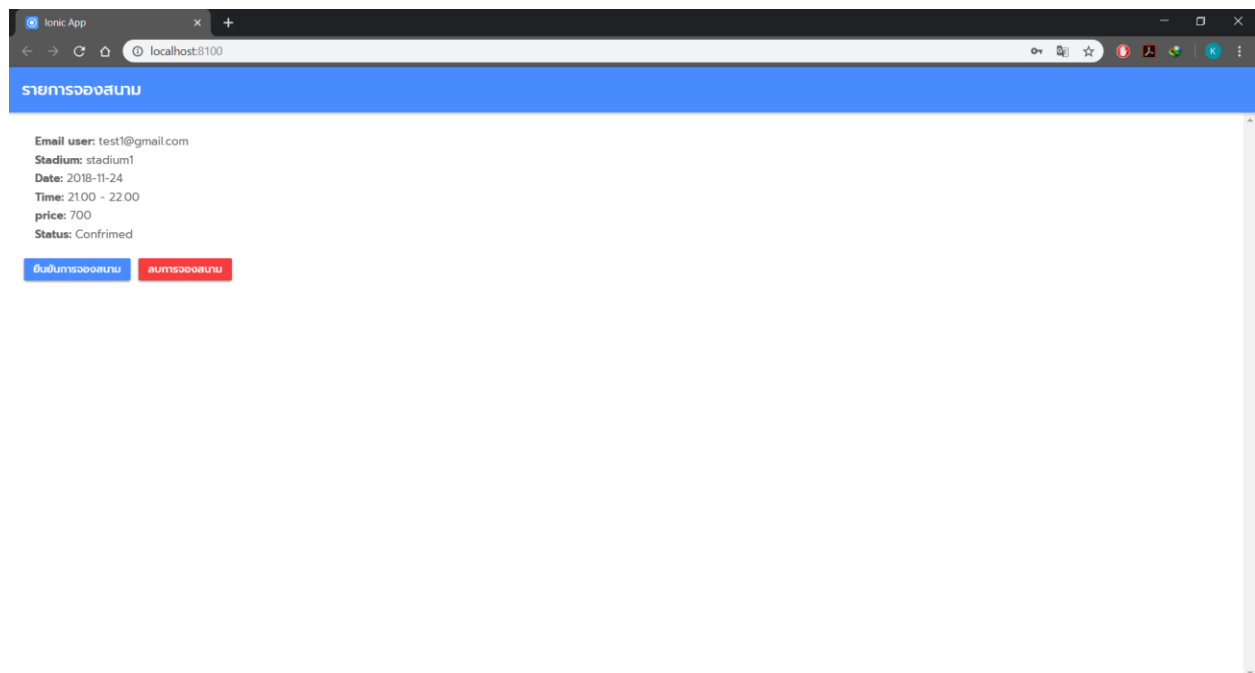 Ionic App
localhost:8100
K
รายการจองสนาม
Email user: test1@gmail.com
Stadium: stadium1
Date: 2018-11-24
Time: 21.00 - 22.00
price: 700
Status: Confrimed
ยืนยันการจองสนาม ลบการจองสนาม